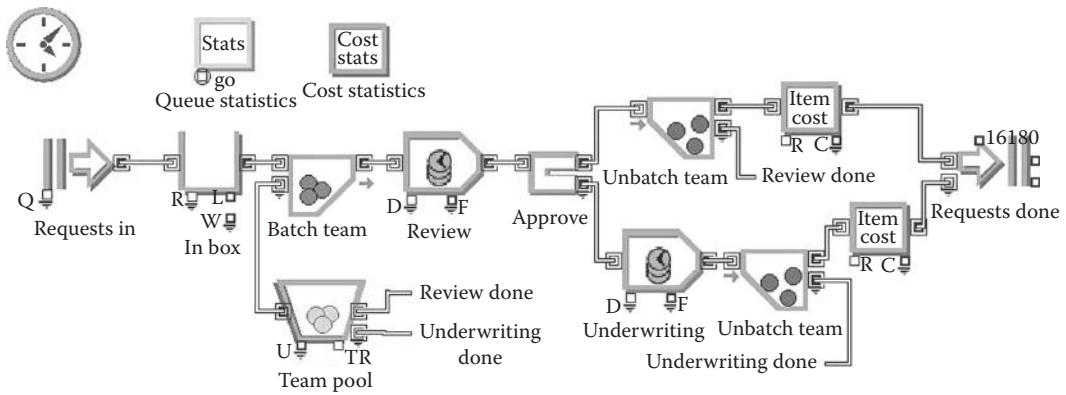 Stats
go
Queue statistics
Cost
stats
Cost statistics
Q
Requests in
R
L
W
In box
Batch team
D
F
Review
Approve
Unbatch team
Item
cost
R
C
Review done
16180
Requests done
D
F
Underwriting
Unbatch team
Item
cost
R
C
Underwriting done
U
TR
Team pool
Review done
Underwriting
done